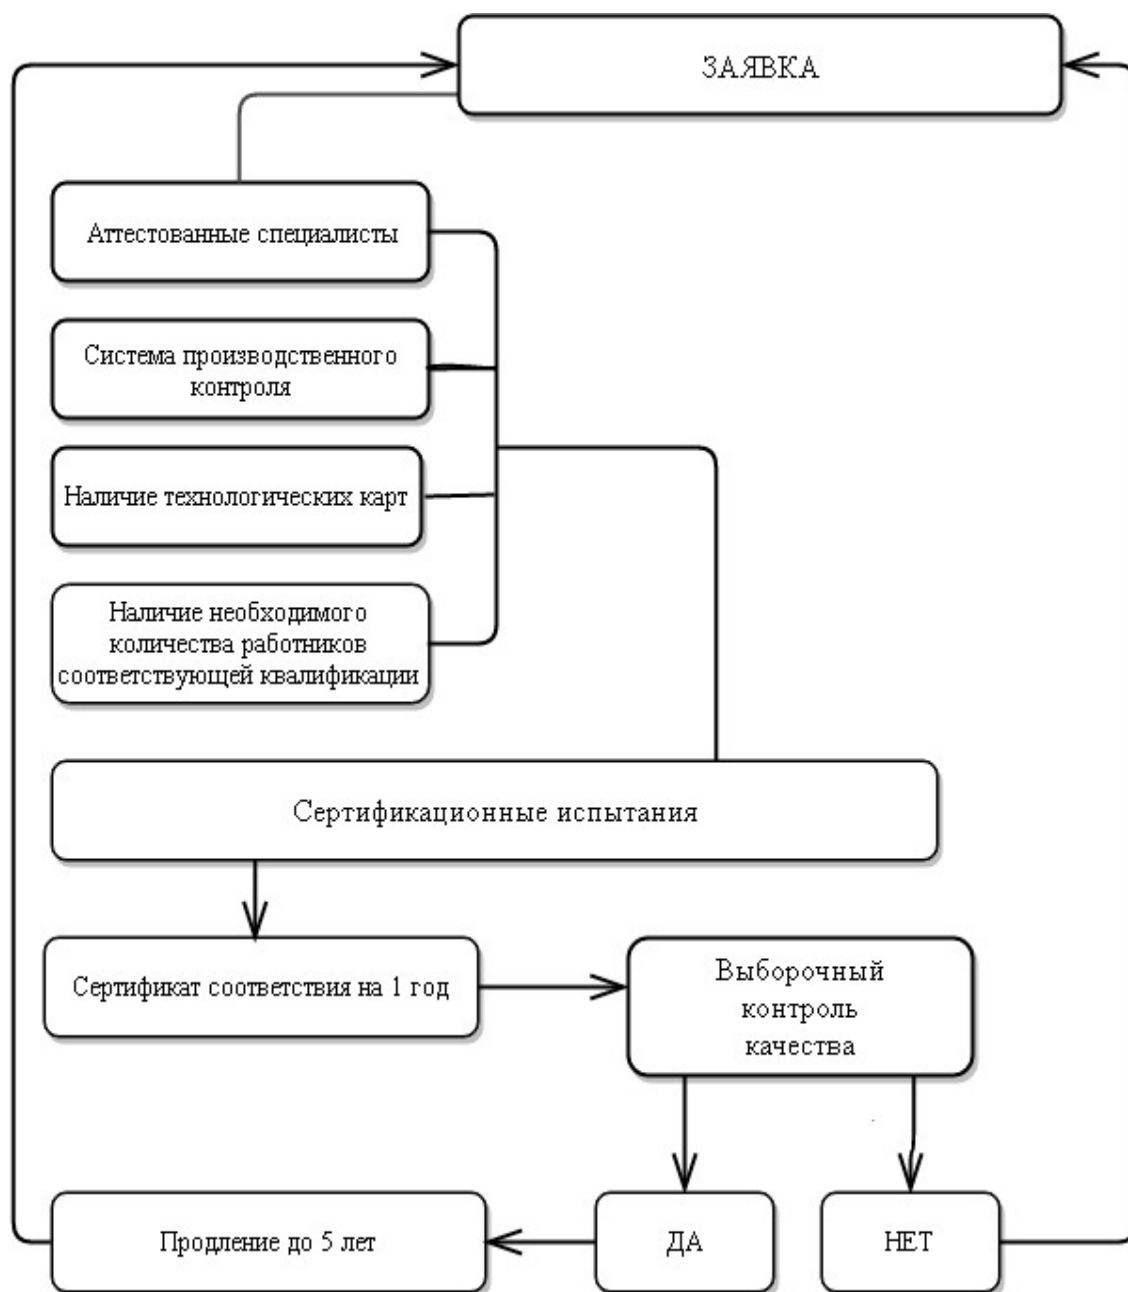 ЗАЯВКА
Аттестованные специалисты
Система производственного
контроля
Наличие технологических карт
Наличие необходимого
количества работников
соответствующей квалификации
Сертификационные испытания
Сертификат соответствия на 1 год
Выборочный
контроль
качества
Продление до 5 лет
ДА
НЕТ